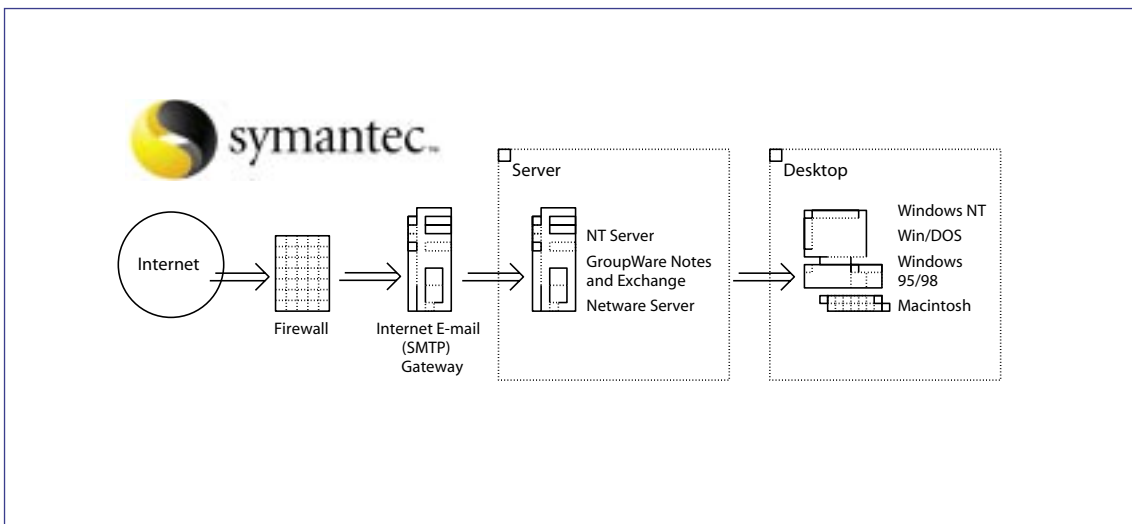 symantec™
Server
Desktop
Internet
Firewall
Internet E-mail
(SMTP)
Gateway
NT Server
GroupWare Notes
and Exchange
Netware Server
Windows NT
Win/DOS
Windows
95/98
Macintosh